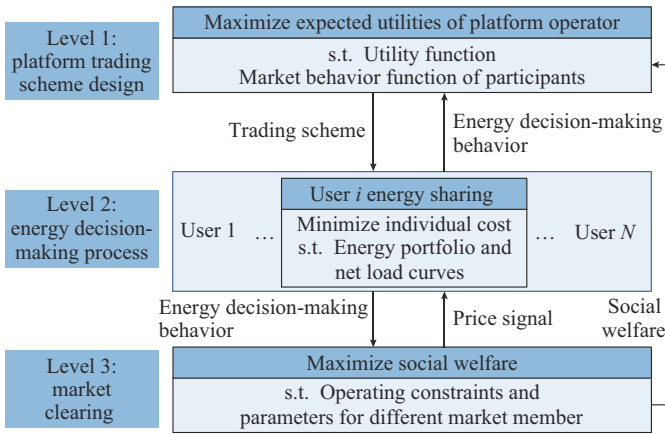 Level 1:
platform trading
scheme design
Maximize expected utilities of platform operator
s.t. Utility function
Market behavior function of participants
Trading scheme
Energy decision-making
behavior
Level 2:
energy decision-
making process
User 1
...
User i energy sharing
Minimize individual cost
s.t. Energy portfolio and
net load curves
...
User N
Energy decision-making
behavior
Price signal
Social
welfare
Level 3:
market
clearing
Maximize social welfare
s.t. Operating constraints and
parameters for different market member